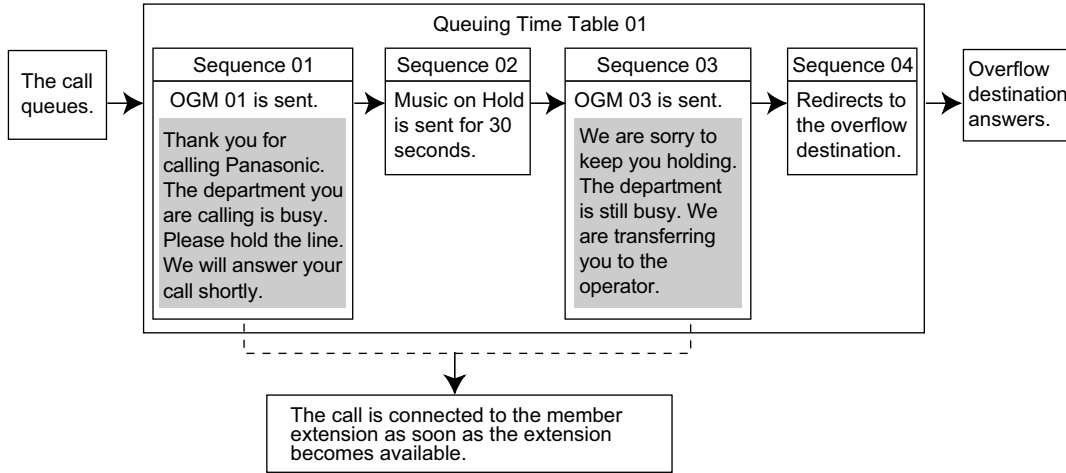 Queuing Time Table 01
The call
queues.
Sequence 01
OGM 01 is sent.
Thank you for
calling Panasonic.
The department you
are calling is busy.
Please hold the line.
We will answer your
call shortly.
Sequence 02
Music on Hold
is sent for 30
seconds.
Sequence 03
OGM 03 is sent.
We are sorry to
keep you holding.
The department
is still busy. We
are transferring
you to the
operator.
Sequence 04
Redirects to
the overflow
destination.
Overflow
destination
answers.
The call is connected to the member
extension as soon as the extension
becomes available.